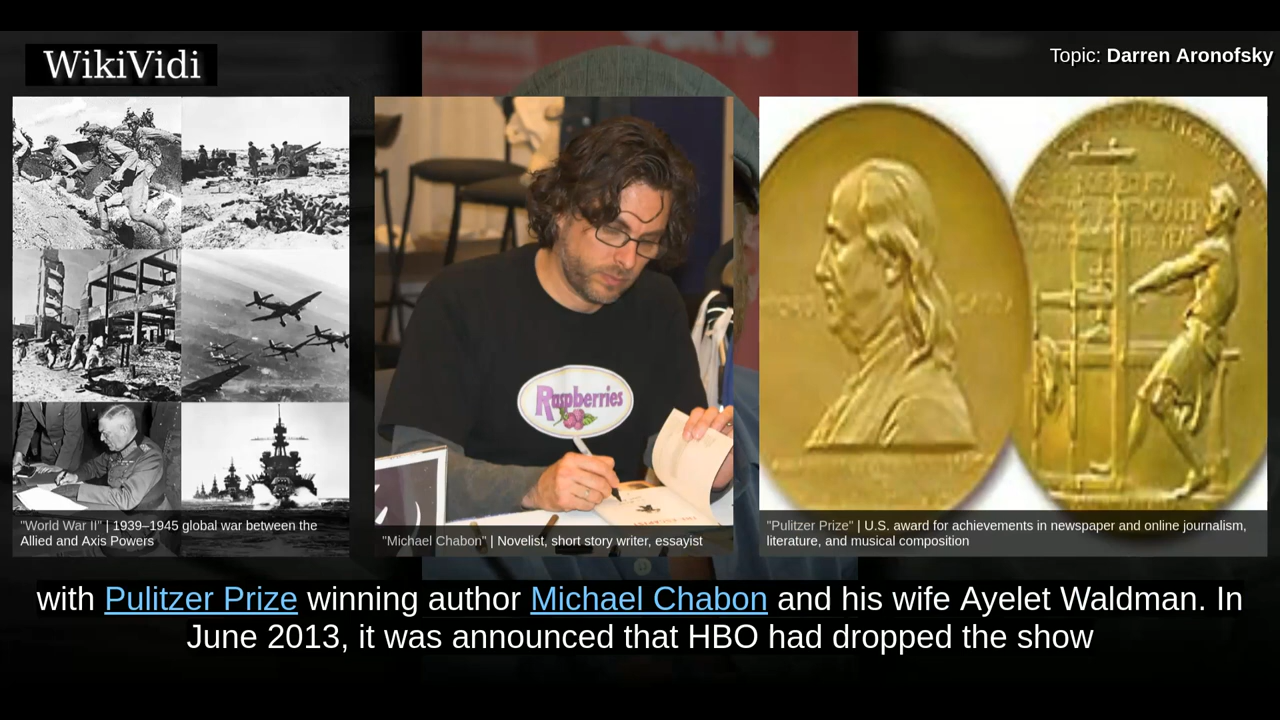 WikiVidi
Topic: Darren Aronofsky
Raspberries
"World War II" | 1939–1945 global war between the
Allied and Axis Powers
"Michael Chabon" | Novelist, short story writer, essayist
"Pulitzer Prize" | U.S. award for achievements in newspaper and online journalism,
literature, and musical composition
with Pulitzer Prize winning author Michael Chabon and his wife Ayelet Waldman. In
June 2013, it was announced that HBO had dropped the show